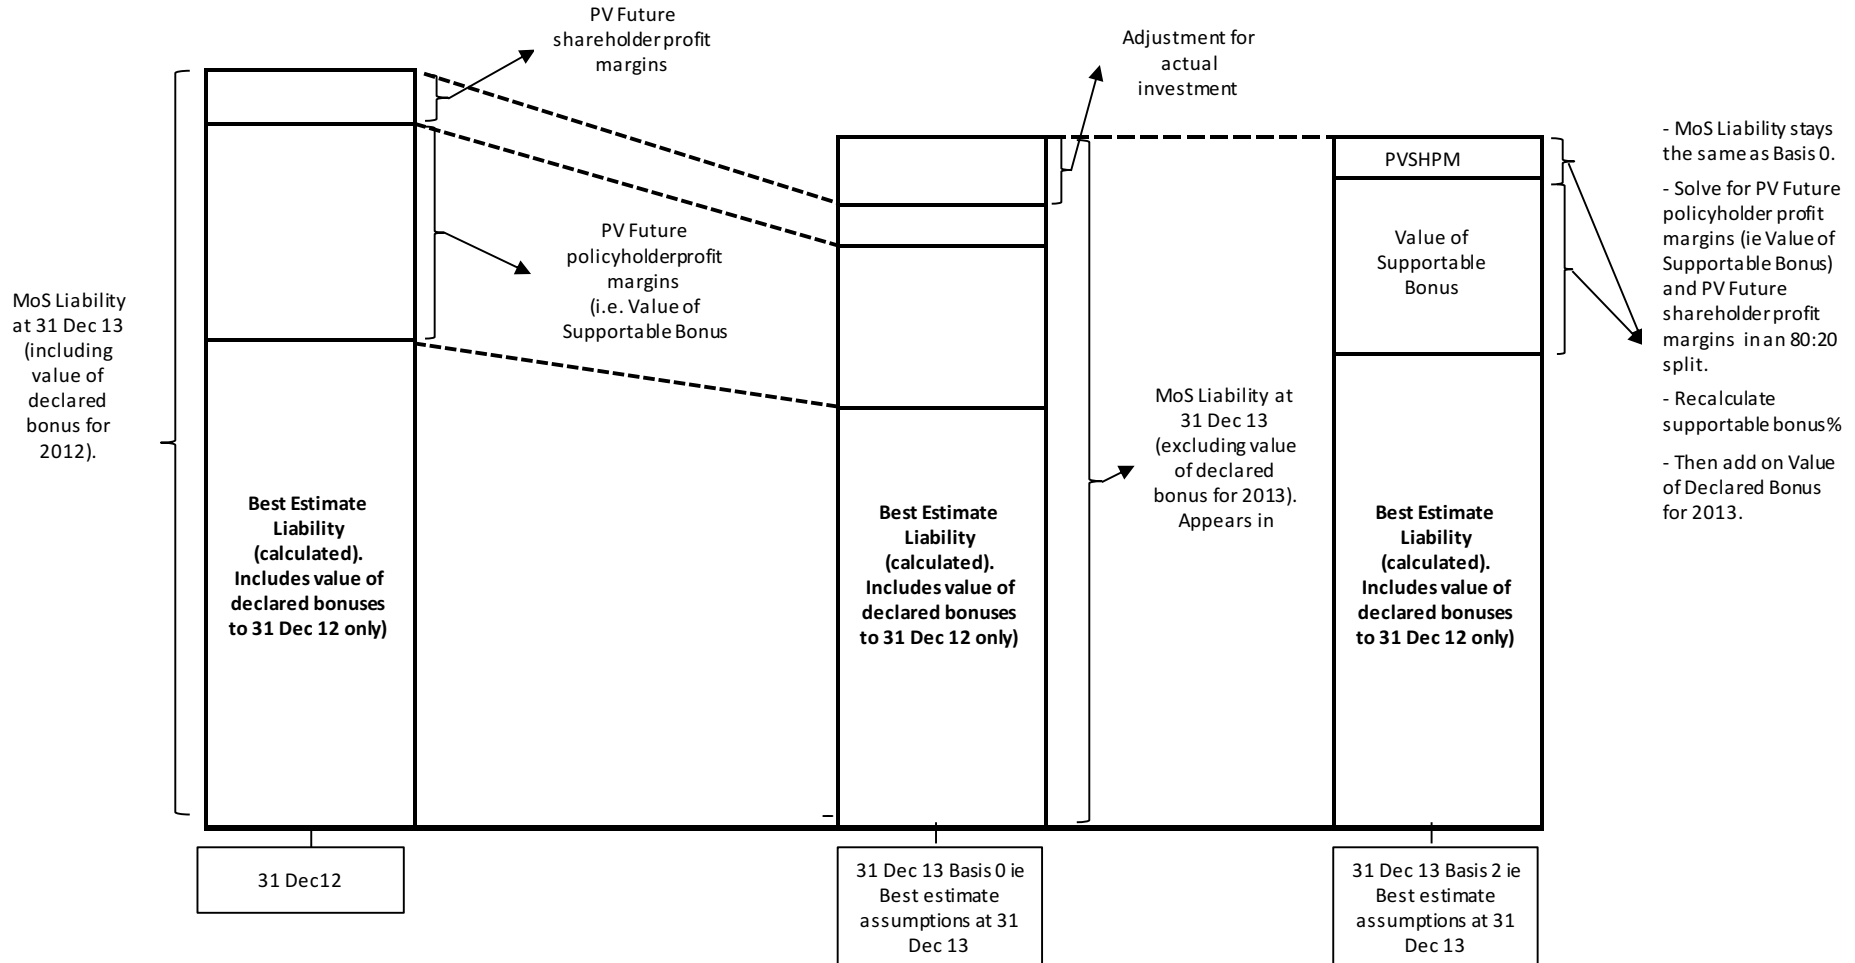 PV Future
shareholder profit
margins
Adjustment for
actual
investment
- MoS Liability stays
the same as Basis 0.
- Solve for PV Future
policyholder profit
margins (ie Value of
Supportable Bonus)
and PV Future
shareholder profit
margins in an 80:20
split.
- Recalculate
supportable bonus%
- Then add on Value
of Declared Bonus
for 2013.
PVSHPM
Value of
Supportable
Bonus
PV Future
policyholderprofit
margins
(i.e. Value of
Supportable Bonus
MoS Liability
at 31 Dec 13
(including
value of
declared
bonus for
2012).
MoS Liability at
31 Dec 13
(excluding value
of declared
bonus for 2013).
Appears in
Best Estimate
Liability
(calculated).
Includes value of
declared bonuses
to 31 Dec 12 only)
Best Estimate
Liability
(calculated).
Includes value of
declared bonuses
to 31 Dec 12 only)
Best Estimate
Liability
(calculated).
Includes value of
declared bonuses
to 31 Dec 12 only)
31 Dec12
31 Dec 13 Basis 0 ie
Best estimate
assumptions at 31
Dec 13
31 Dec 13 Basis 2 ie
Best estimate
assumptions at 31
Dec 13